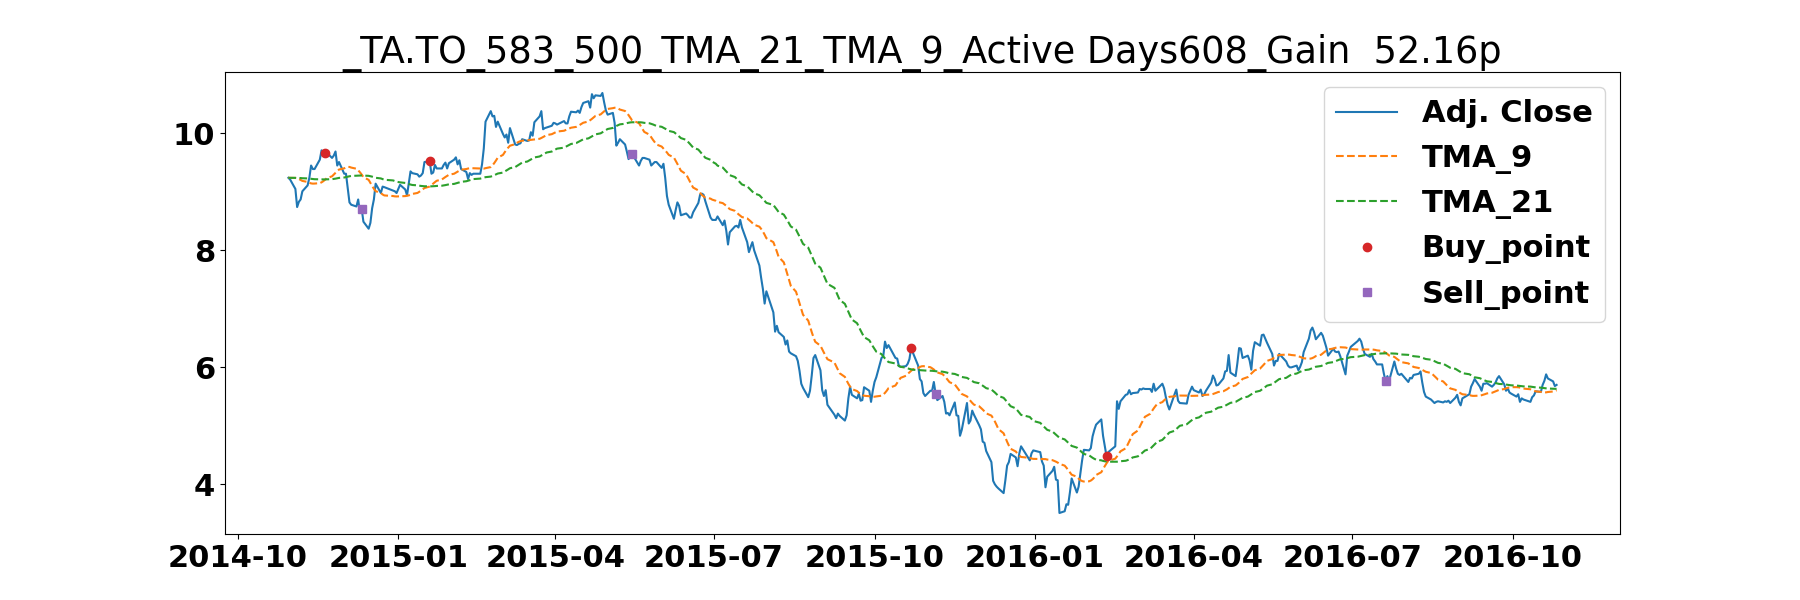 _TA.TO_583_500_TMA_21_TMA_9_Active Days608_Gain  52.16p
Adj. Close
TMA_9
TMA_21
Buy_point
Sell_point
10
8
6
4
2014-10 2015-01 2015-04 2015-07 2015-10 2016-01 2016-04 2016-07 2016-10